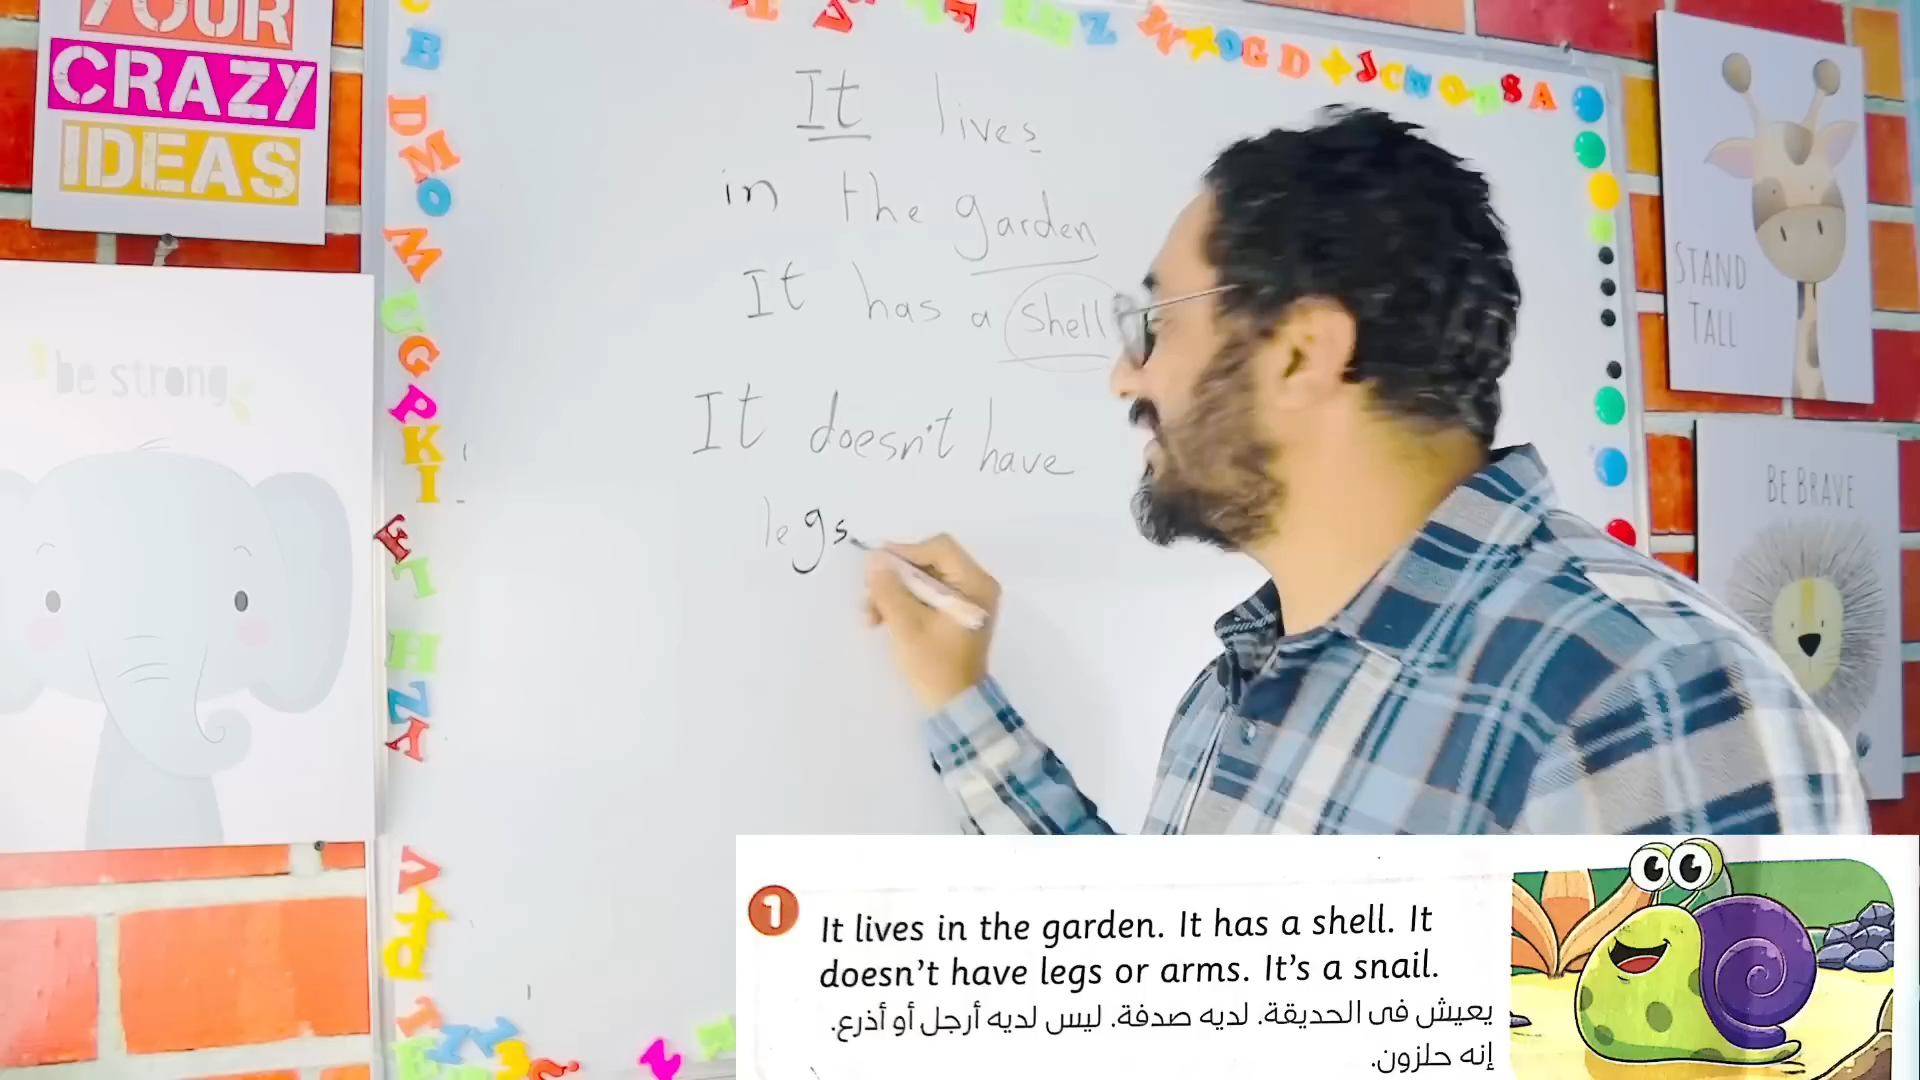 YOUR
CRAZY
IDEAS
be strong
It lives
in the garden
It has a shell
It doesn't have
legs
STAND
TALL
BE BRAVE
1
It lives in the garden. It has a shell. It
doesn't have legs or arms. It's a snail.
يعيش فى الحديقة. لديه صدفة. ليس لديه أرجل أو أذرع.
إنه حلزون.